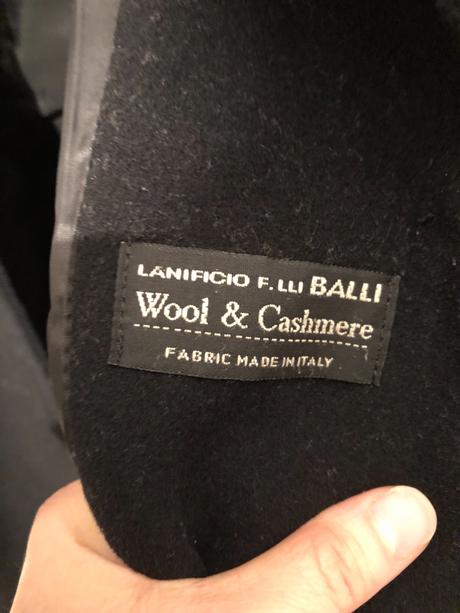 LANIFICIO F.LLI BALLI
Wool & Cashmere
FABRIC MADE IN ITALY